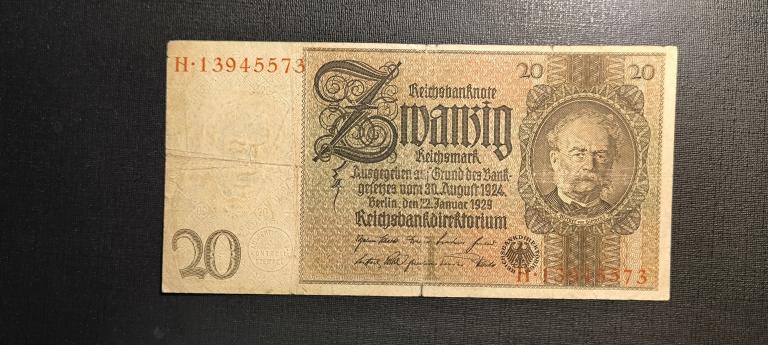 H·13945573
20 20
Reichsbanknote
Zwanzig
Reichsmark
Ausgegeben auf Grund des Bank-
gesetzes vom 30. August 1924
Berlin, den 22. Januar 1929
Reichsbankdirektorium
20
H·13945573